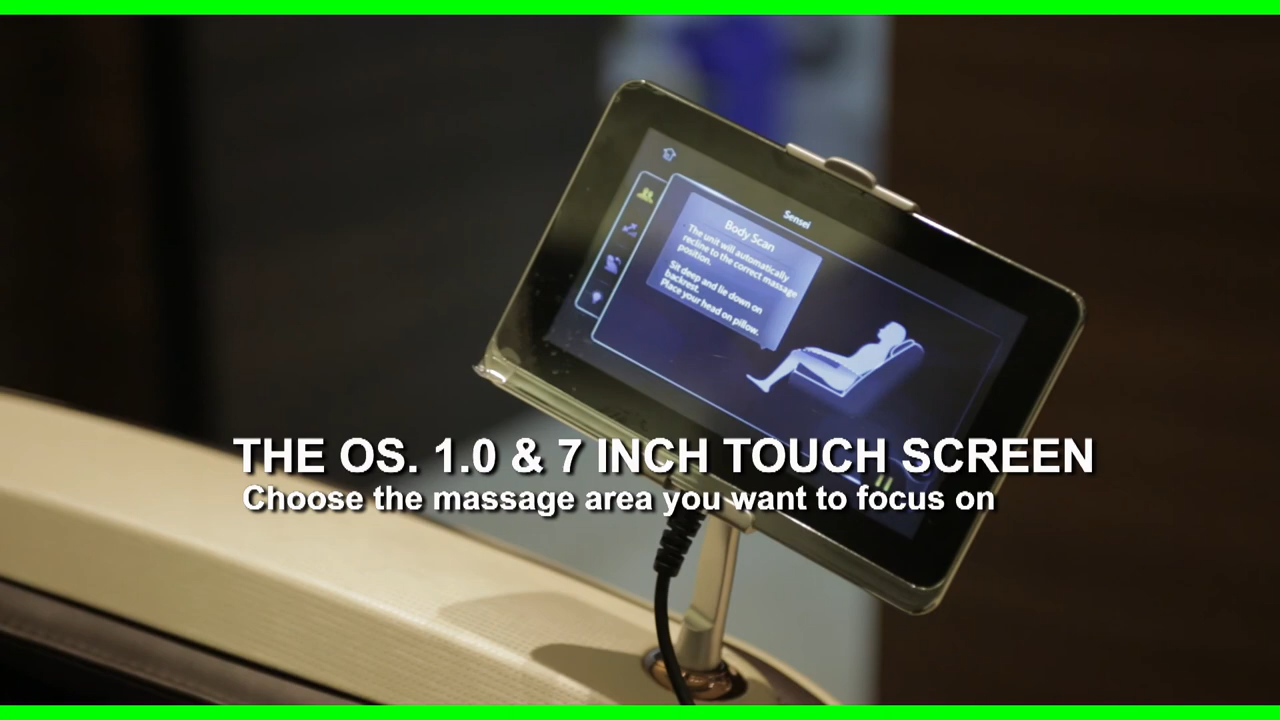 Sensei
Body Scan
The unit will automatically
recline to the correct massage
position.
Sit deep and lie down on
backrest.
Place your head on pillow.
THE OS. 1.0 & 7 INCH TOUCH SCREEN
Choose the massage area you want to focus on